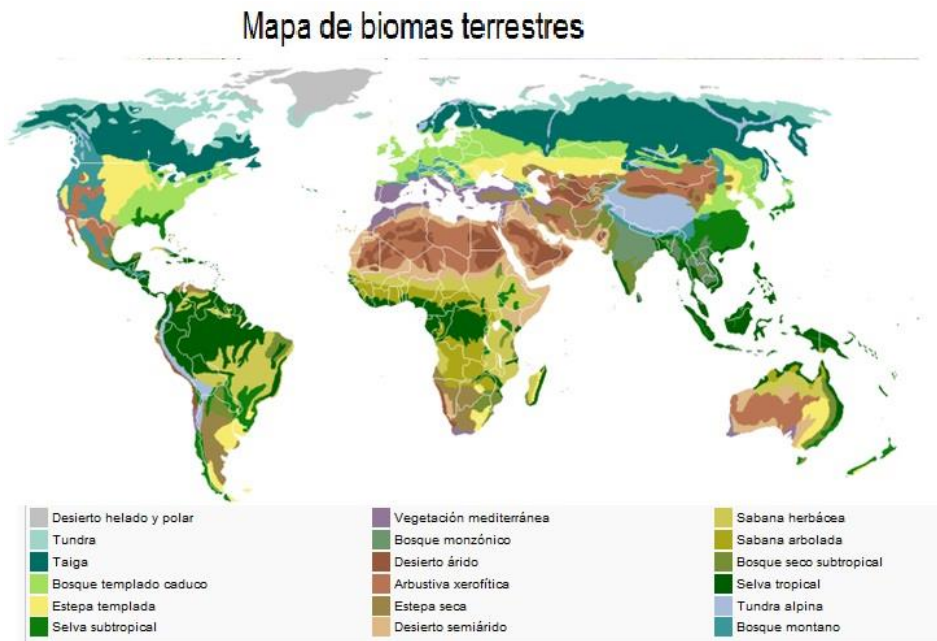 Mapa de biomas terrestres
Desierto helado y polar
Tundra
Taiga
Bosque templado caduco
Estepa templada
Selva subtropical
Vegetación mediterránea
Bosque monzónico
Desierto árido
Arbustiva xerofítica
Estepa seca
Desierto semiárido
Sabana herbácea
Sabana arbolada
Bosque seco subtropical
Selva tropical
Tundra alpina
Bosque montano